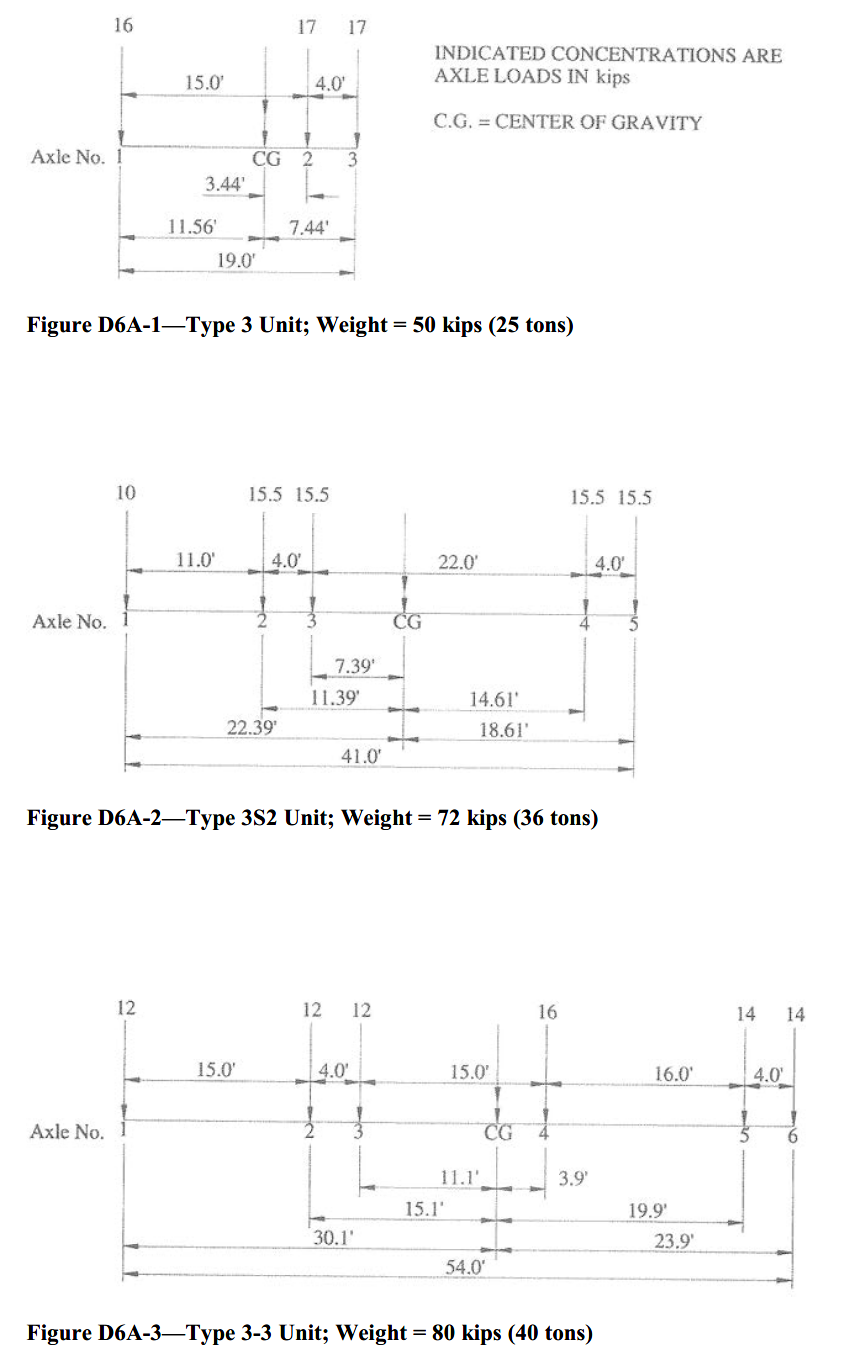 16 17 17
INDICATED CONCENTRATIONS ARE
AXLE LOADS IN kips
15.0' 4.0'
C.G. = CENTER OF GRAVITY
Axle No. 1 CG 2 3
3.44'
11.56' 7.44'
19.0'
Figure D6A-1—Type 3 Unit; Weight = 50 kips (25 tons)
10 15.5 15.5 15.5 15.5
11.0' 4.0' 22.0' 4.0'
Axle No. 1 2 3 CG 4 5
7.39'
11.39' 14.61'
22.39' 18.61'
41.0'
Figure D6A-2—Type 3S2 Unit; Weight = 72 kips (36 tons)
12 12 12 16 14 14
15.0' 4.0' 15.0' 16.0' 4.0'
Axle No. 1 2 3 CG 4 5 6
11.1' 3.9'
15.1' 19.9'
30.1' 23.9'
54.0'
Figure D6A-3—Type 3-3 Unit; Weight = 80 kips (40 tons)